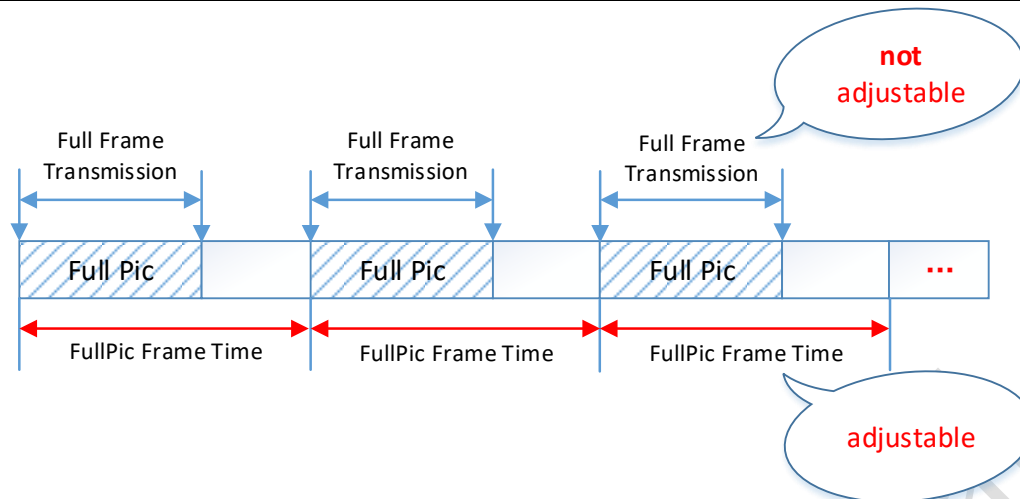 not
adjustable
Full Frame
Transmission
Full Frame
Transmission
Full Frame
Transmission
Full Pic
Full Pic
Full Pic
...
FullPic Frame Time
FullPic Frame Time
FullPic Frame Time
adjustable